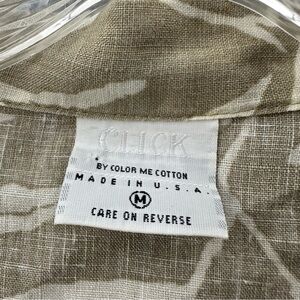 CLICK
BY COLOR ME COTTON
MADE IN U.S.A.
M
CARE ON REVERSE